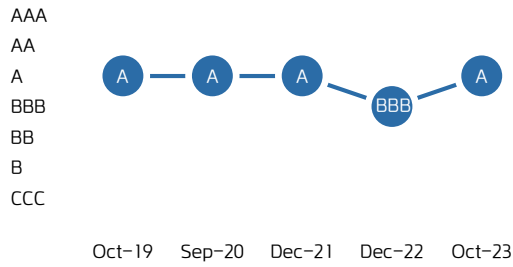 AAA
AA
A A A A A
BBB BBB
BB
B
CCC
Oct-19 Sep-20 Dec-21 Dec-22 Oct-23